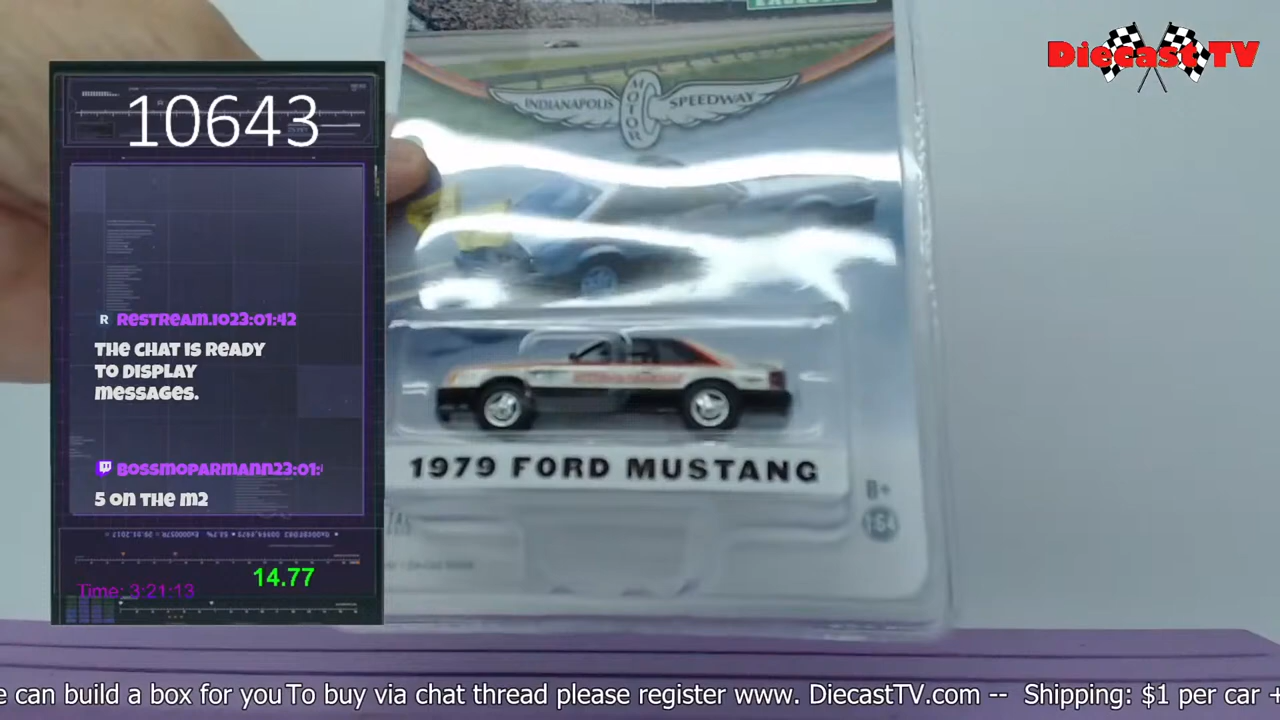 Diecast TV
10643
INDIANAPOLIS MOTOR SPEEDWAY
Restream.io23:01:42
The chat is ready
to display
messages.
Bossmoparmann23:01:
5 on the m2
1979 FORD MUSTANG
8+
1:64
14.77
Time: 3:21:13
e can build a box for you To buy via chat thread please register www. DiecastTV.com -- Shipping: $1 per car +